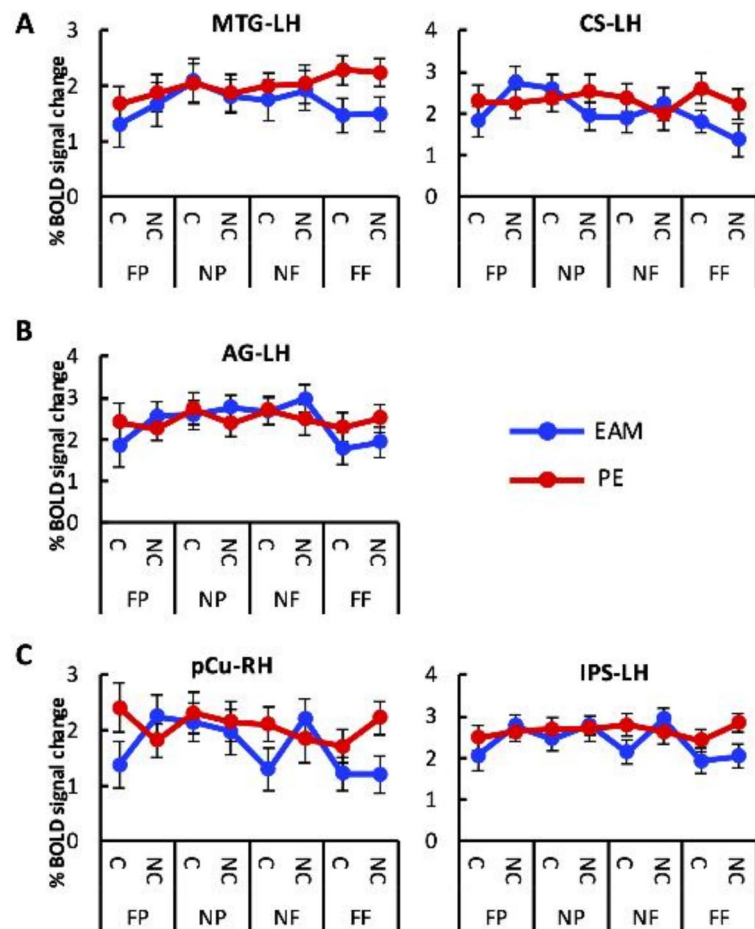 A
MTG-LH
CS-LH
% BOLD signal change
3
2
1
0
C NC C NC C NC C NC
FP NP NF FF
4
3
2
1
0
C NC C NC C NC C NC
FP NP NF FF
B
AG-LH
% BOLD signal change
4
3
2
1
0
C NC C NC C NC C NC
FP NP NF FF
EAM
PE
C
pCu-RH
IPS-LH
% BOLD signal change
3
2
1
0
C NC C NC C NC C NC
FP NP NF FF
4
3
2
1
0
C NC C NC C NC C NC
FP NP NF FF